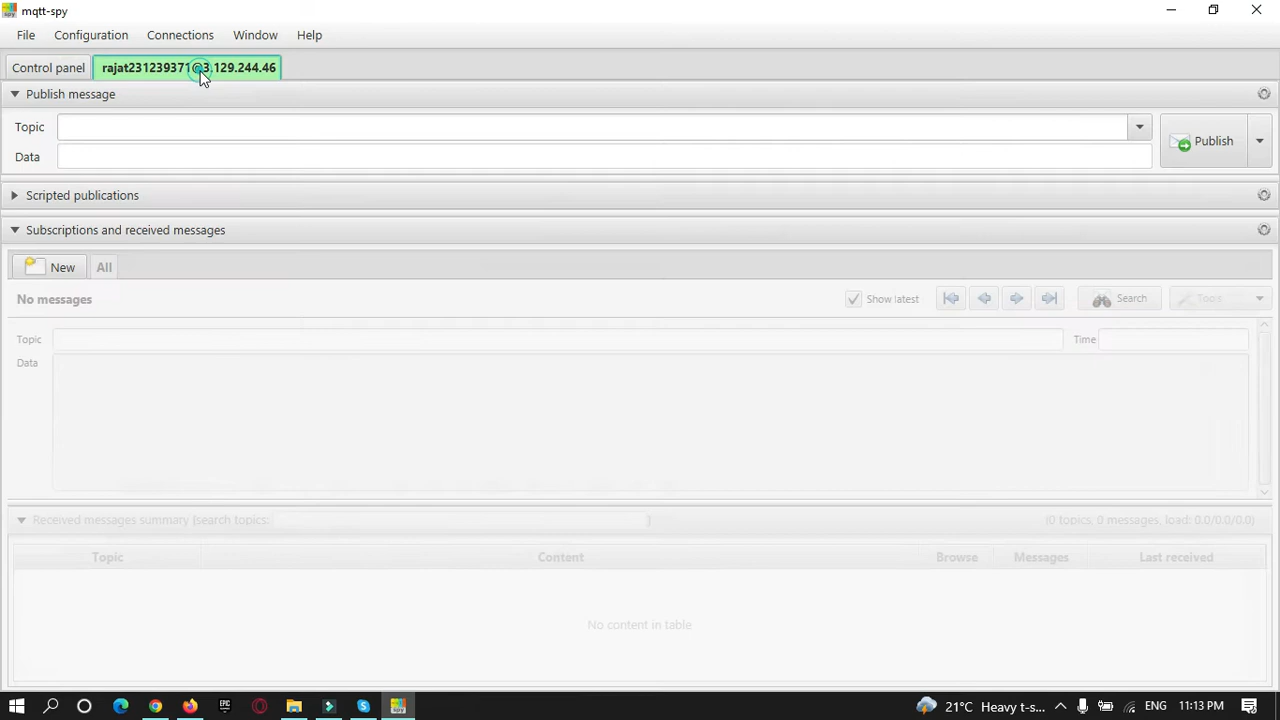 mqtt-spy
File Configuration Connections Window Help
Control panel rajat231239371@3.129.244.46
Publish message
Topic
Publish
Data
Scripted publications
Subscriptions and received messages
New All
No messages Show latest Search Tools
Topic Time
Data
Received messages summary (search topics: ) (0 topics, 0 messages, load: 0.0/0.0/0.0)
Topic Content Browse Messages Last received
No content in table
EPIC 21°C Heavy t-s... ENG 11:13 PM